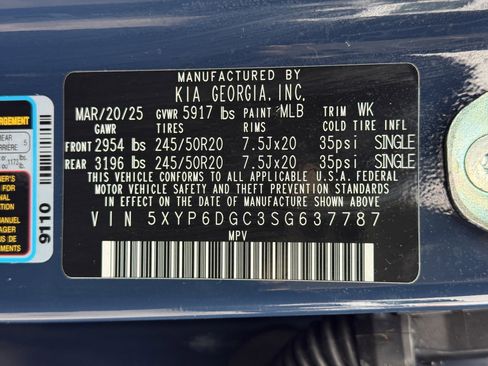 MANUFACTURED BY
KIA GEORGIA, INC,
MAR/20/25 GVWR 5917 lbs PAINT MLB TRIM WK
GAWR TIRES RIMS COLD TIRE INFL
FRONT 2954 lbs 245/50R20 7.5Jx20 35psi SINGLE
REAR 3196 lbs 245/50R20 7.5Jx20 35psi SINGLE
THIS VEHICLE CONFORMS TO ALL APPLICABLE U.S.A. FEDERAL
MOTOR VEHICLE SAFETY, BUMPER, AND THEFT PREVENTION STANDARDS
IN EFFECT ON THE DATE OF MANUFACTURE SHOWN ABOVE.
VIN 5XYP6DGC3SG637787
MPV
5
9110